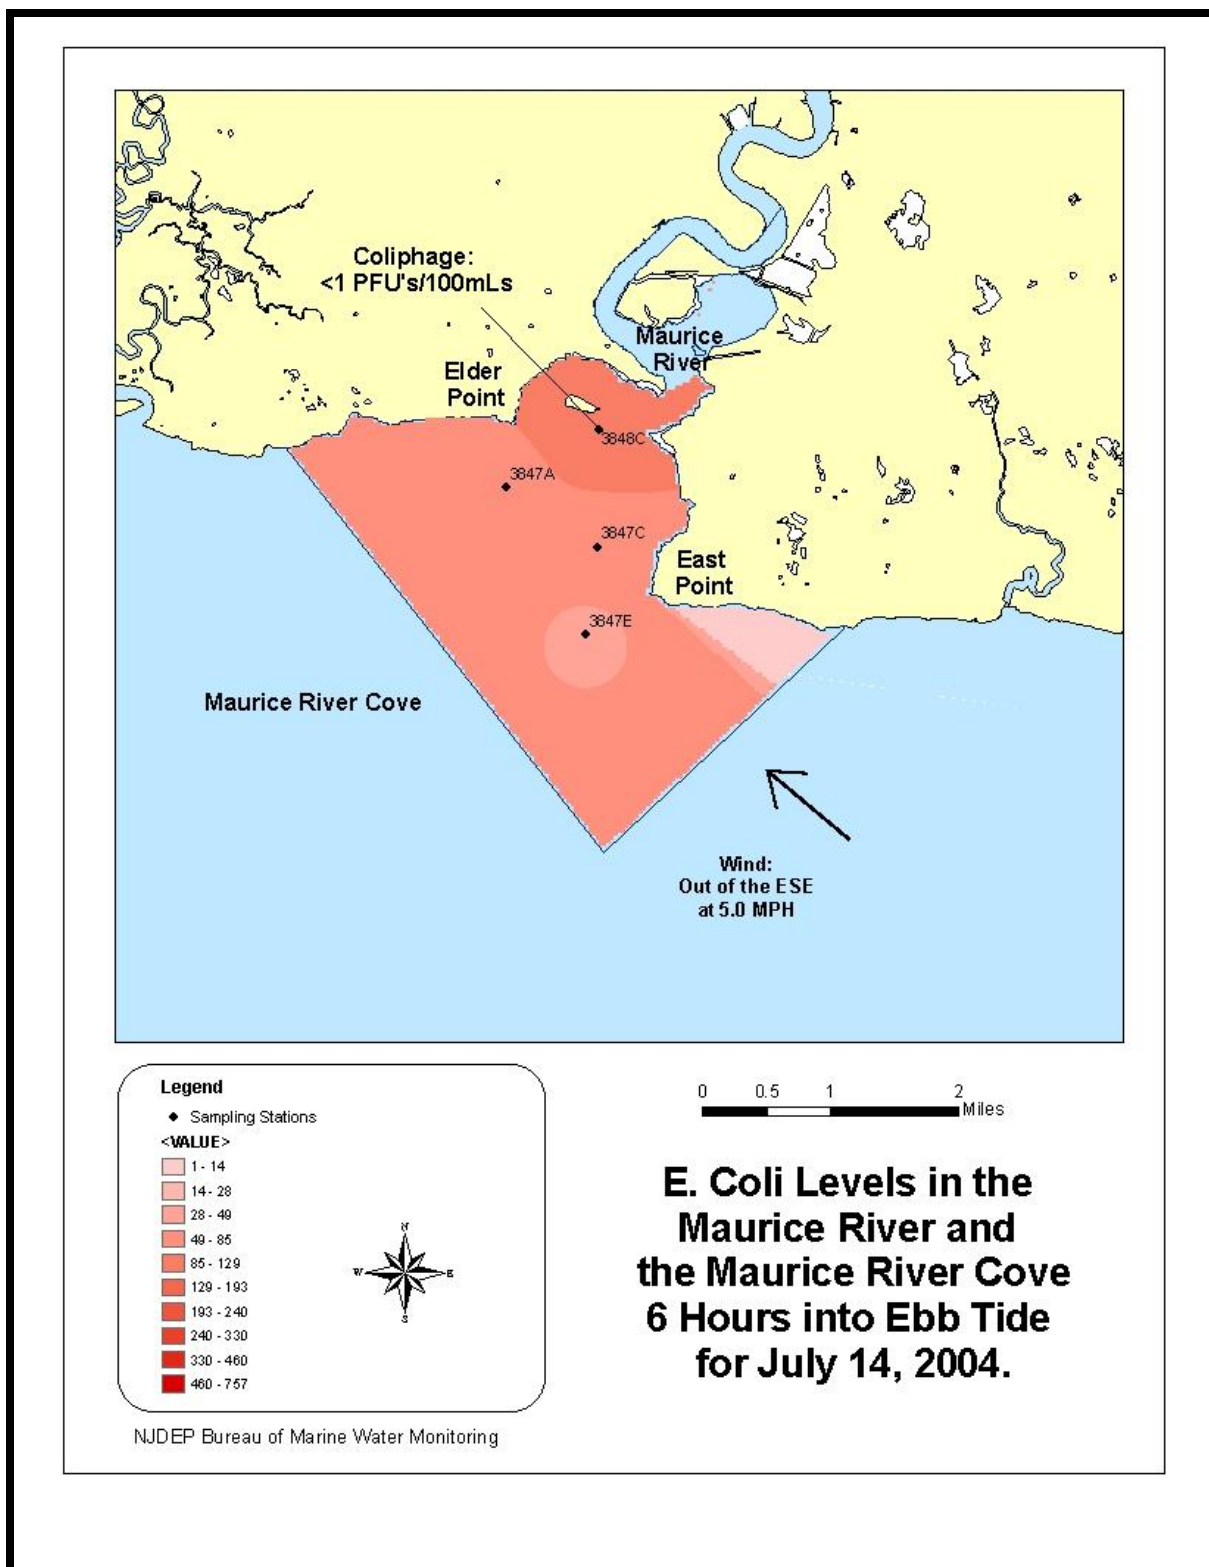 Coliphage:
<1 PFU's/100mLs
Maurice
River
Elder
Point
3848C
3847A
3847C
East
Point
3847E
Maurice River Cove
Wind:
Out of the ESE
at 5.0 MPH
Legend
Sampling Stations
<VALUE>
1 - 14
14 - 28
28 - 49
49 - 85
85 - 129
129 - 193
193 - 240
240 - 330
330 - 460
460 - 757
N
W E
S
0 0.5 1 2
Miles
E. Coli Levels in the
Maurice River and
the Maurice River Cove
6 Hours into Ebb Tide
for July 14, 2004.
NJDEP Bureau of Marine Water Monitoring